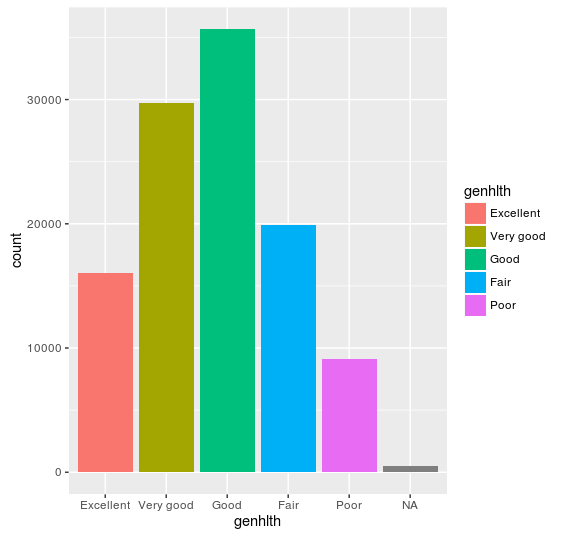 count
30000
20000
10000
0
Excellent Very good Good Fair Poor NA
genhlth
genhlth
Excellent
Very good
Good
Fair
Poor